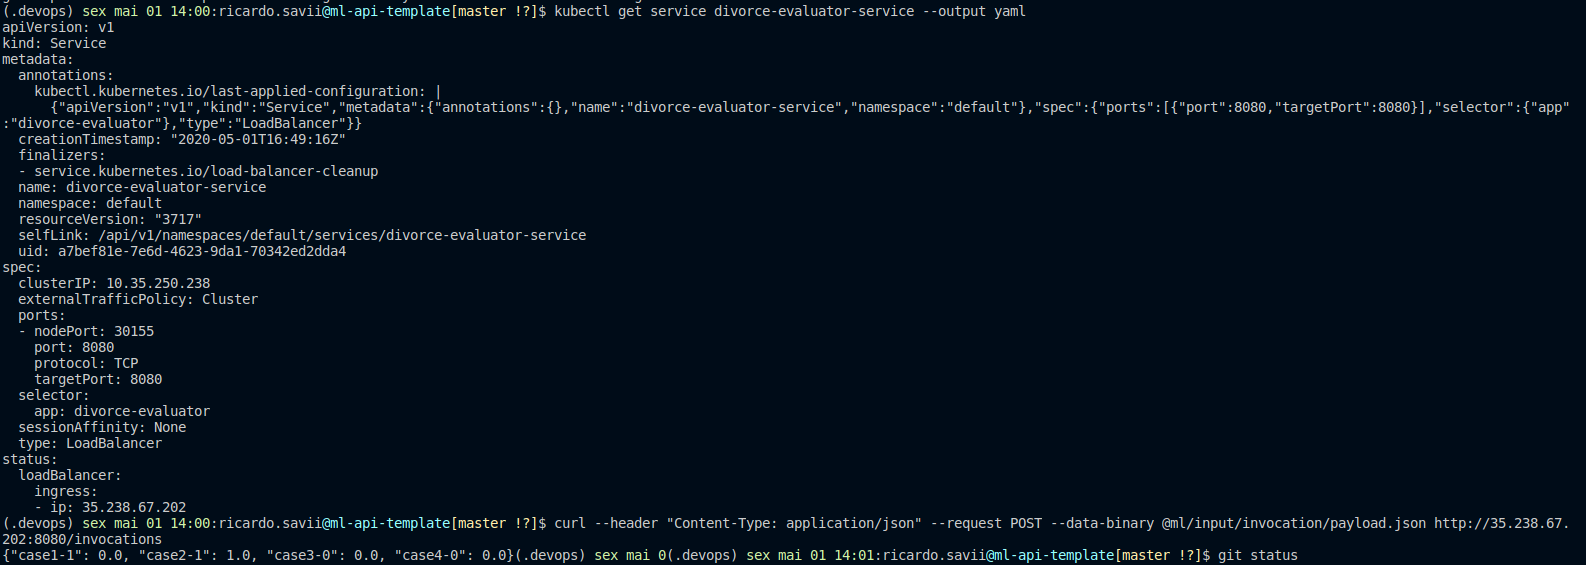 (.devops) sex mai 01 14:00:ricardo.savii@ml-api-template[master !?]$ kubectl get service divorce-evaluator-service --output yaml
apiVersion: v1
kind: Service
metadata:
  annotations:
    kubectl.kubernetes.io/last-applied-configuration: |
      {"apiVersion":"v1","kind":"Service","metadata":{"annotations":{},"name":"divorce-evaluator-service","namespace":"default"},"spec":{"ports":[{"port":8080,"targetPort":8080}],"selector":{"app"
:"divorce-evaluator"},"type":"LoadBalancer"}}
  creationTimestamp: "2020-05-01T16:49:16Z"
  finalizers:
  - service.kubernetes.io/load-balancer-cleanup
  name: divorce-evaluator-service
  namespace: default
  resourceVersion: "3717"
  selfLink: /api/v1/namespaces/default/services/divorce-evaluator-service
  uid: a7bef81e-7e6d-4623-9da1-70342ed2dda4
spec:
  clusterIP: 10.35.250.238
  externalTrafficPolicy: Cluster
  ports:
  - nodePort: 30155
    port: 8080
    protocol: TCP
    targetPort: 8080
  selector:
    app: divorce-evaluator
  sessionAffinity: None
  type: LoadBalancer
status:
  loadBalancer:
    ingress:
    - ip: 35.238.67.202
(.devops) sex mai 01 14:00:ricardo.savii@ml-api-template[master !?]$ curl --header "Content-Type: application/json" --request POST --data-binary @ml/input/invocation/payload.json http://35.238.67.
202:8080/invocations
{"case1-1": 0.0, "case2-1": 1.0, "case3-0": 0.0, "case4-0": 0.0}(.devops) sex mai 0(.devops) sex mai 01 14:01:ricardo.savii@ml-api-template[master !?]$ git status